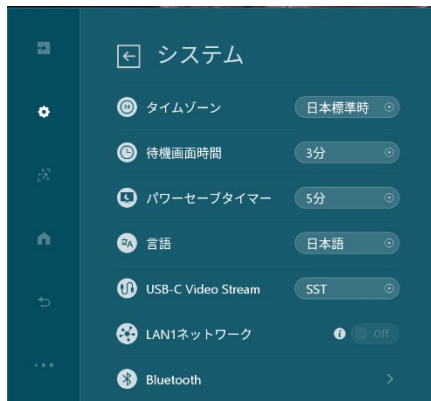 システム
タイムゾーン 日本標準時
待機画面時間 3分
パワーセーブタイマー 5分
言語 日本語
USB-C Video Stream SST
LAN1ネットワーク Off
Bluetooth